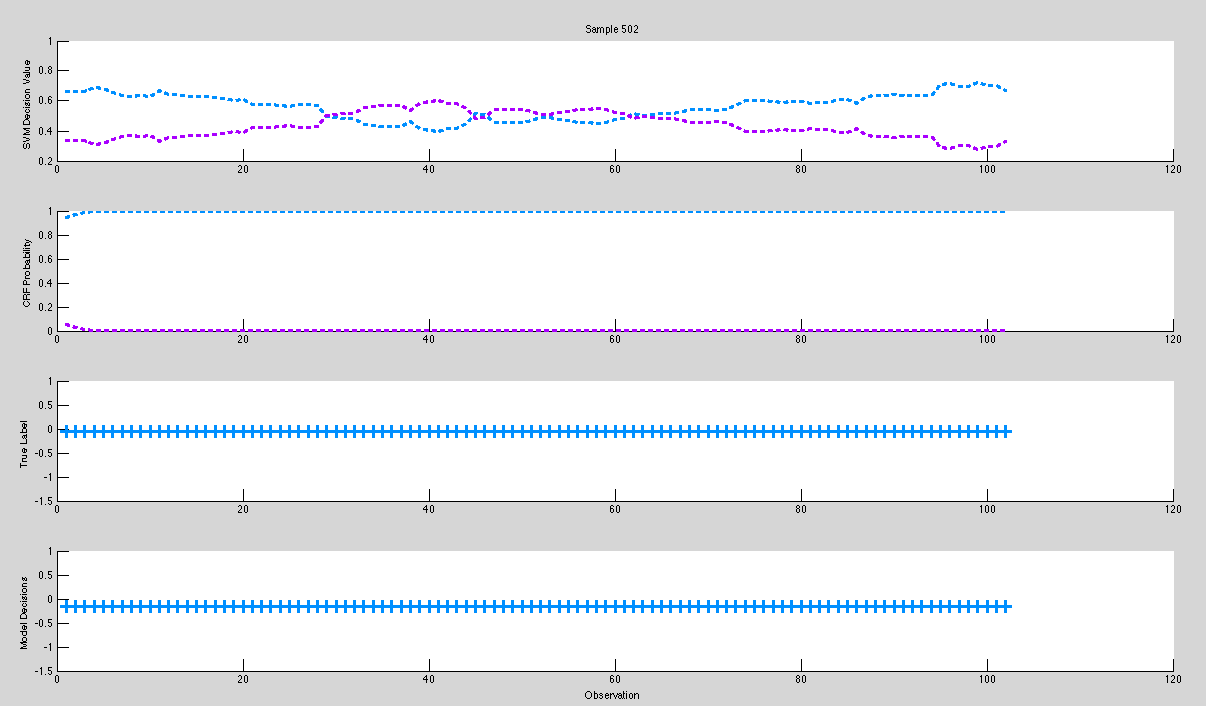 Sample 502
SVM Decision Value
1
0.8
0.6
0.4
0.2
0 20 40 60 80 100 120
CRF Probability
1
0.8
0.6
0.4
0.2
0
0 20 40 60 80 100 120
True Label
1
0.5
0
-0.5
-1
-1.5
0 20 40 60 80 100 120
Model Decisions
1
0.5
0
-0.5
-1
-1.5
0 20 40 60 80 100 120
Observation